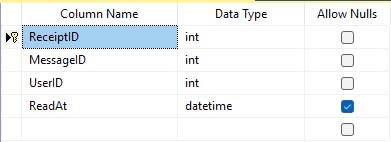 Column Name Data Type Allow Nulls
ReceiptID int
MessageID int
UserID int
ReadAt datetime